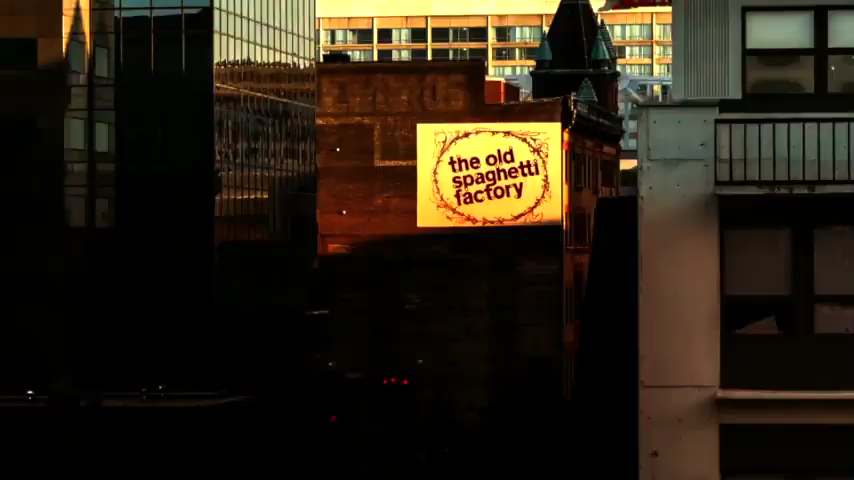 the old
spaghetti
factory